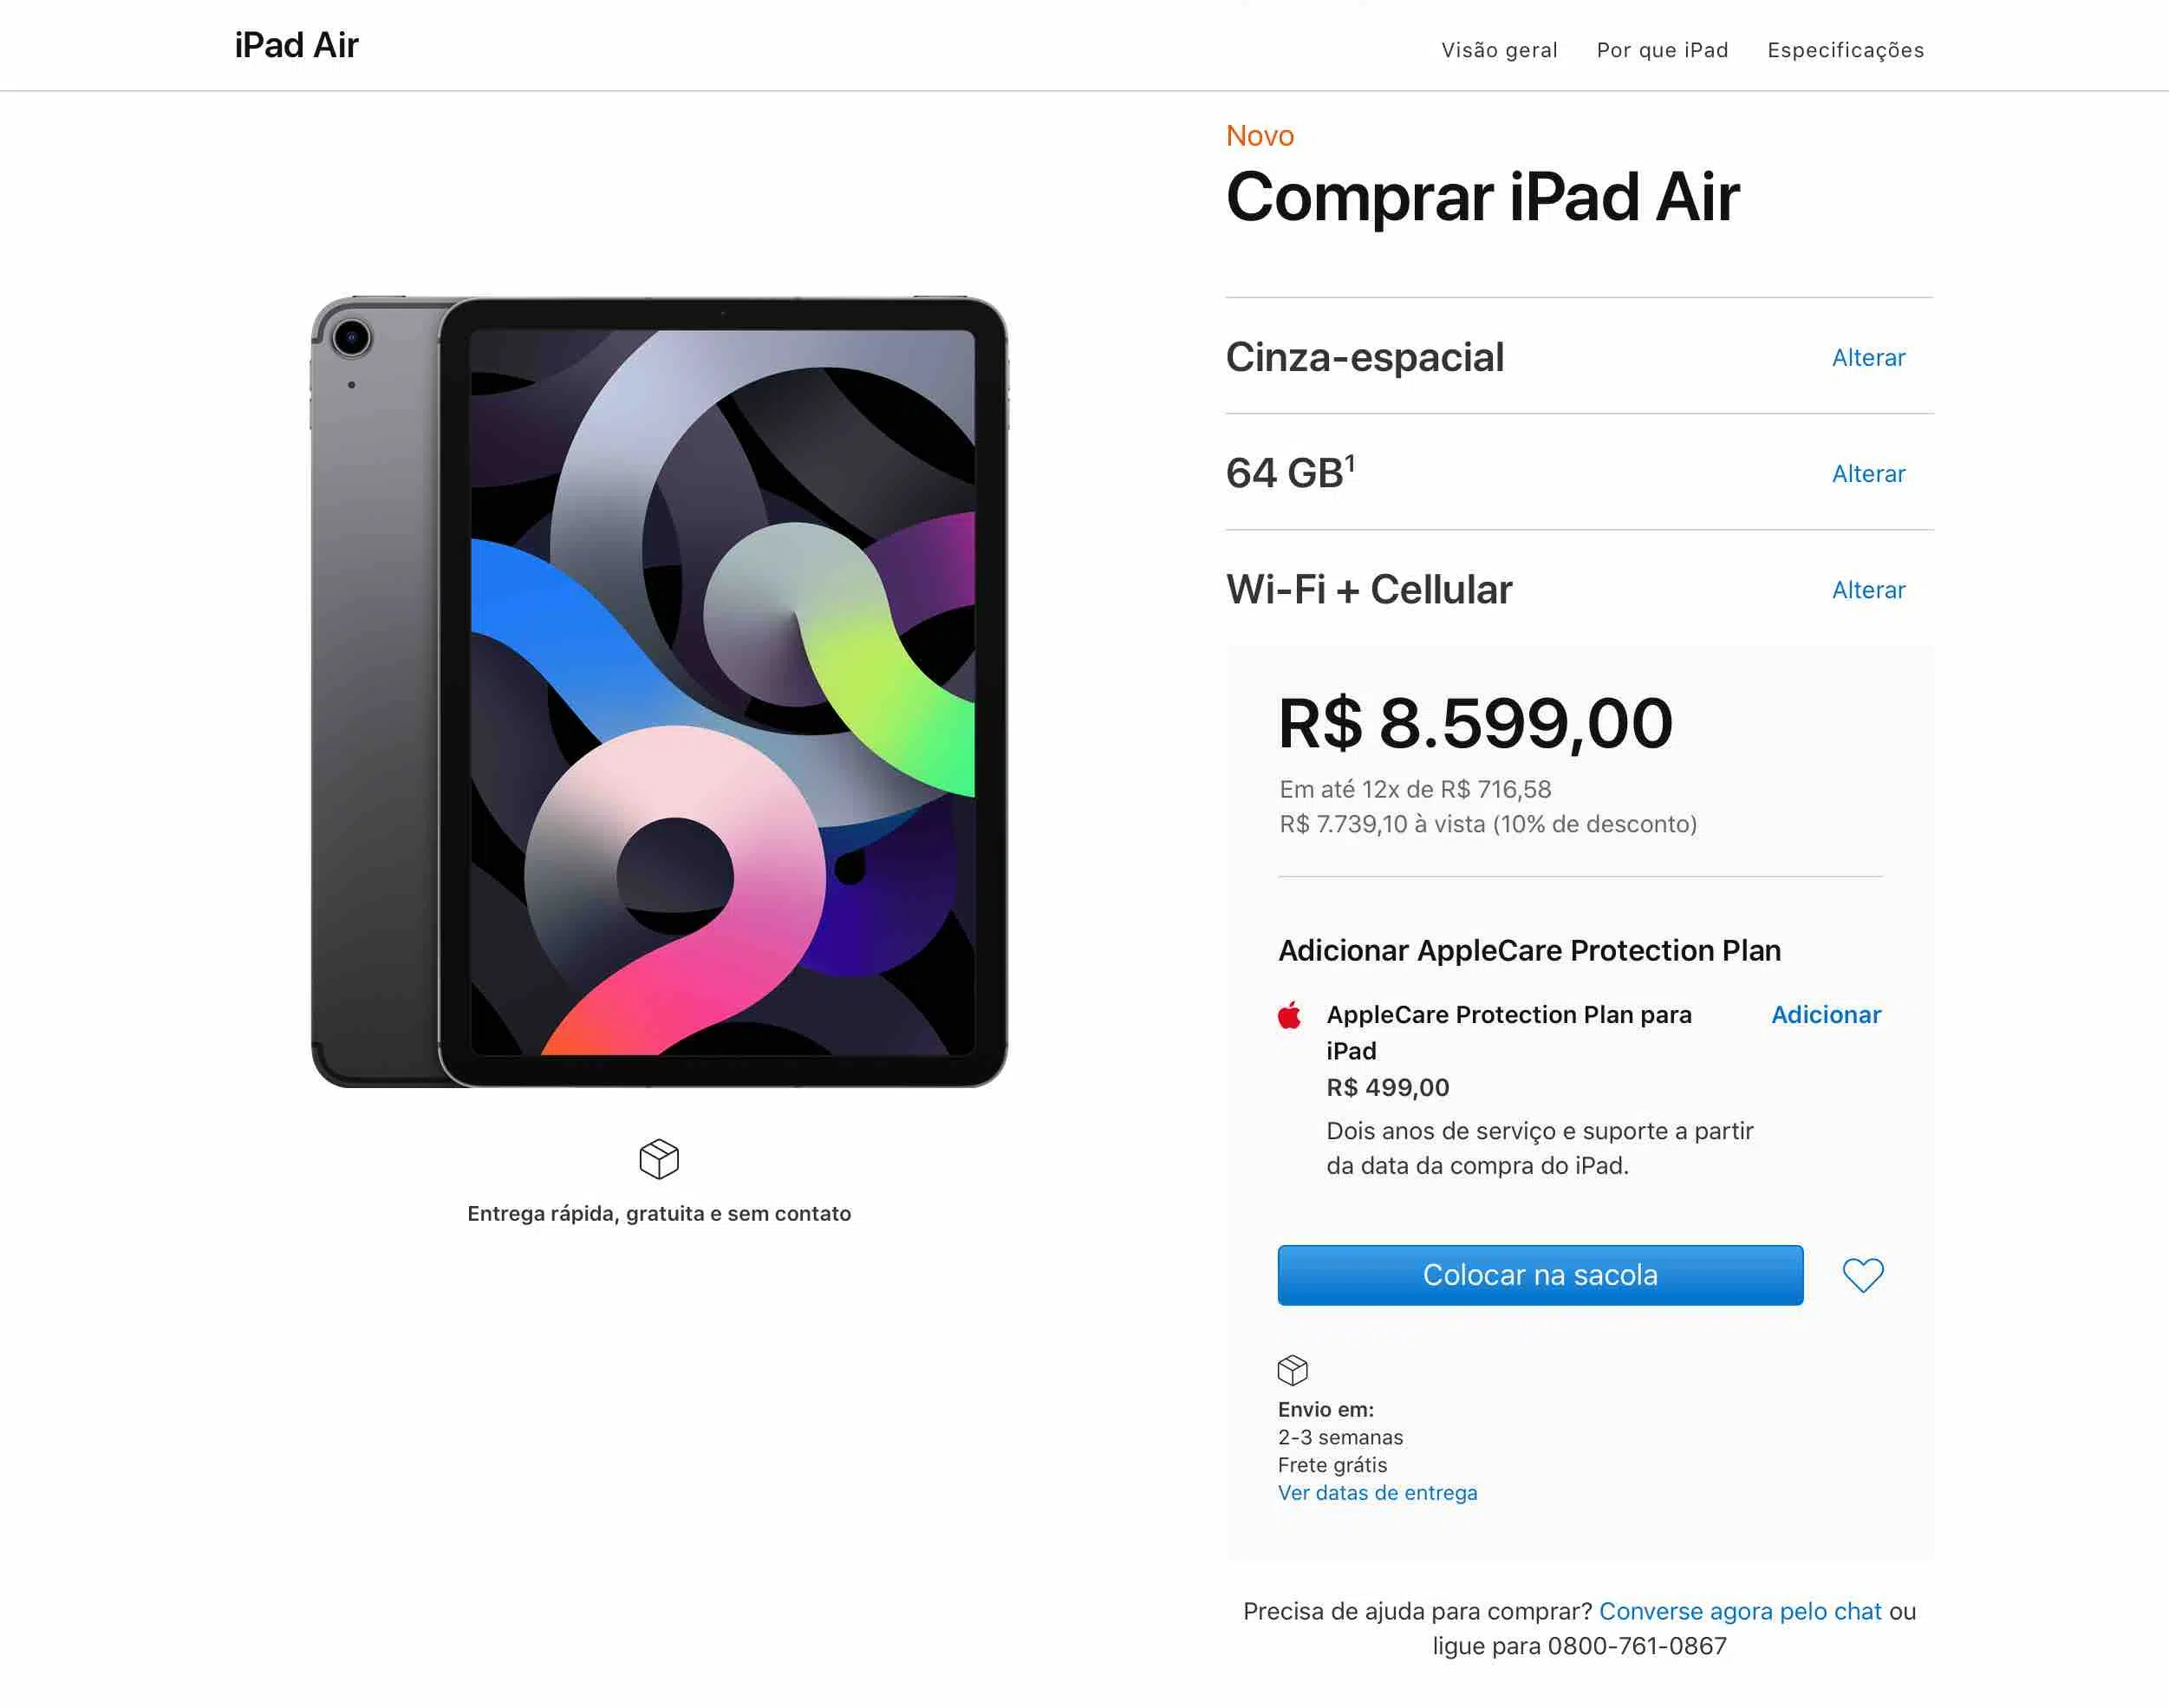 iPad Air
Visão geral
Por que iPad
Especificações
Novo
Comprar iPad Air
Cinza-espacial
Alterar
64 GB¹
Alterar
Wi-Fi + Cellular
Alterar
R$ 8.599,00
Em até 12x de R$ 716,58
R$ 7.739,10 à vista (10% de desconto)
Adicionar AppleCare Protection Plan
AppleCare Protection Plan para
Adicionar
iPad
R$ 499,00
Dois anos de serviço e suporte a partir
da data da compra do iPad.
Entrega rápida, gratuita e sem contato
Colocar na sacola
Envio em:
2-3 semanas
Frete grátis
Ver datas de entrega
Precisa de ajuda para comprar? Converse agora pelo chat ou
ligue para 0800-761-0867